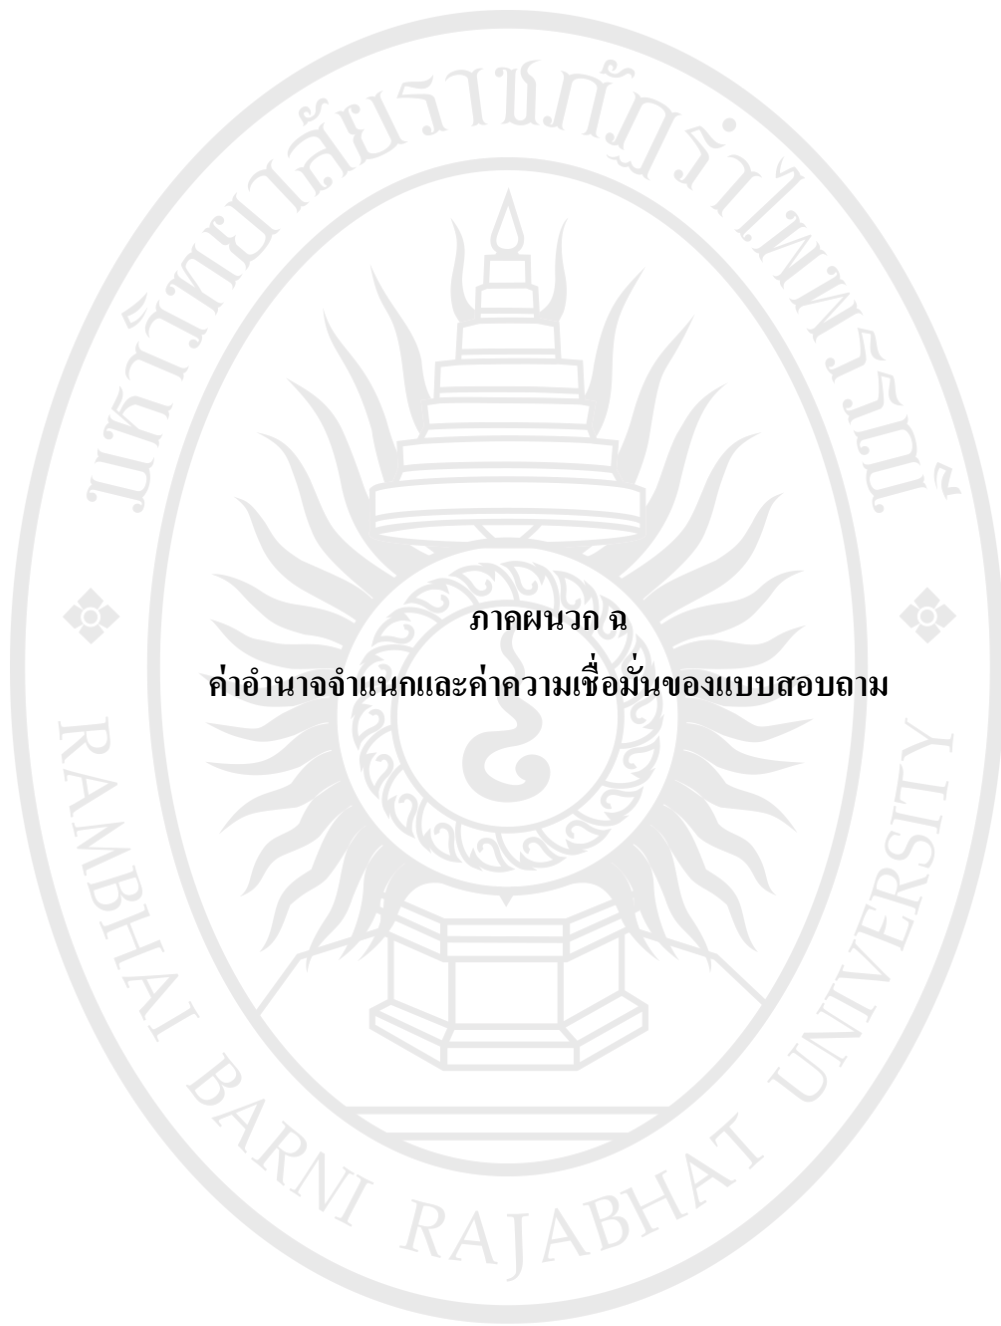 มหาวิทยาลัยราชภัฏรำไพพรรณี
ภาคผนวก ฉ
ค่าอำนาจจำแนกและค่าความเชื่อมั่นของแบบสอบถาม
RAMBHAI BARNI RAJABHAT UNIVERSITY